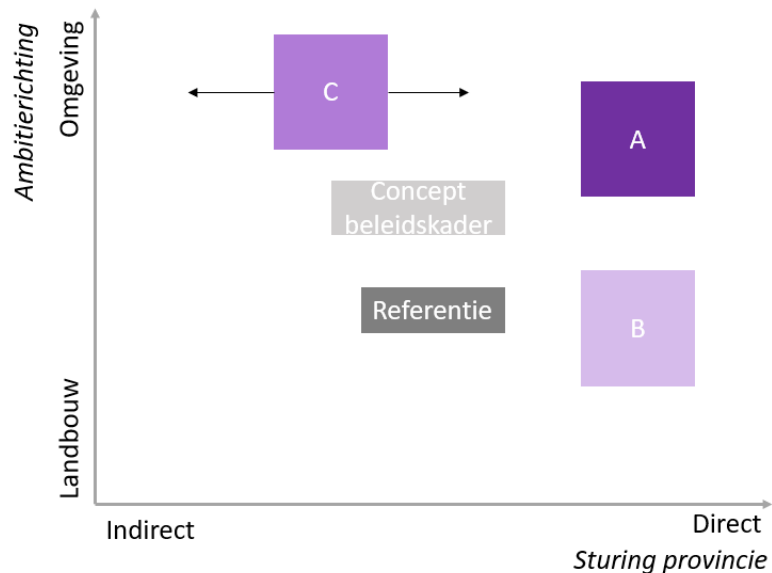 Ambitierichting
Omgeving
Landbouw
C
A
Concept
beleidskader
Referentie
B
Indirect
Direct
Sturing provincie